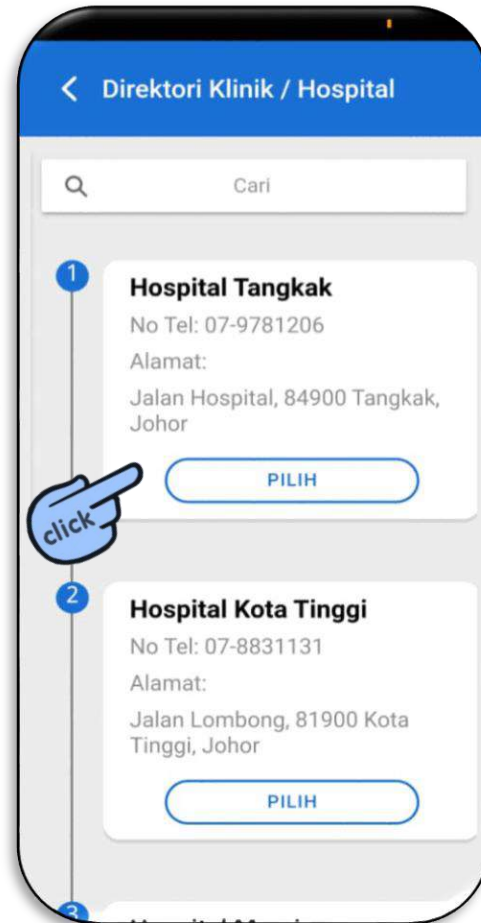 Direktori Klinik / Hospital
Cari
1
Hospital Tangkak
No Tel: 07-9781206
Alamat:
Jalan Hospital, 84900 Tangkak,
Johor
PILIH
click
2
Hospital Kota Tinggi
No Tel: 07-8831131
Alamat:
Jalan Lombong, 81900 Kota
Tinggi, Johor
PILIH
3